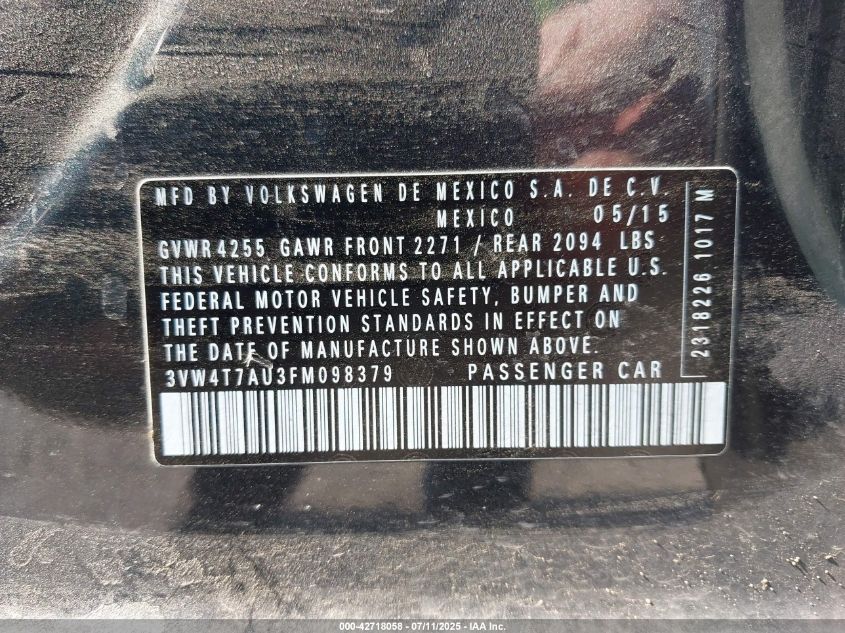 MFD BY VOLKSWAGEN DE MEXICO S.A. DE C.V.
MEXICO 05/15
GVWR 4255 GAWR FRONT 2271 / REAR 2094 LBS
THIS VEHICLE CONFORMS TO ALL APPLICABLE U.S.
FEDERAL MOTOR VEHICLE SAFETY, BUMPER AND
THEFT PREVENTION STANDARDS IN EFFECT ON
THE DATE OF MANUFACTURE SHOWN ABOVE.
3VW4T7AU3FM098379 PASSENGER CAR
2318226 1017 M
000-42718058 - 07/11/2025 - IAA Inc.